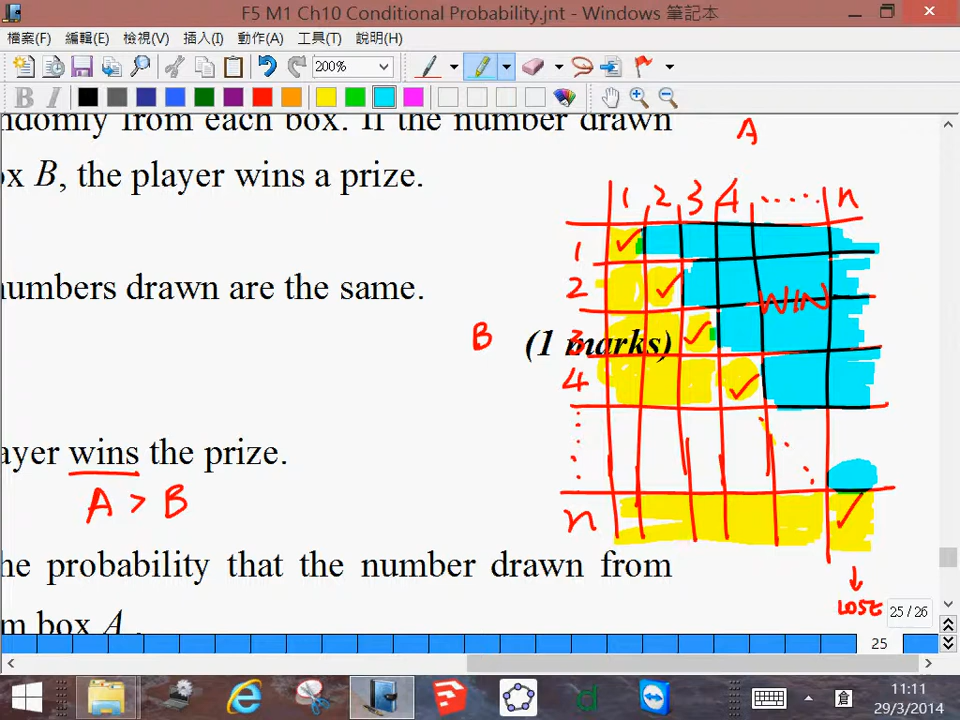 F5 M1 Ch10 Conditional Probability.jnt - Windows 筆記本
檔案(F) 編輯(E) 檢視(V) 插入(I) 動作(A) 工具(T) 說明(H)
200%
B I
ndomly from each box. If the number drawn
ox B, the player wins a prize.
numbers drawn are the same.
(1 marks)
ayer wins the prize.
A > B
he probability that the number drawn from
m box A .
A
1 2 3 4 ...... n
1
2
WIN
B
3
4
n
LOSE
25 / 26
25
倉
11:11
29/3/2014